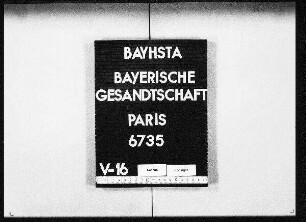 BAYHSTA
BAYERISCHE
GESANDTSCHAFT
PARIS
6735
V-16